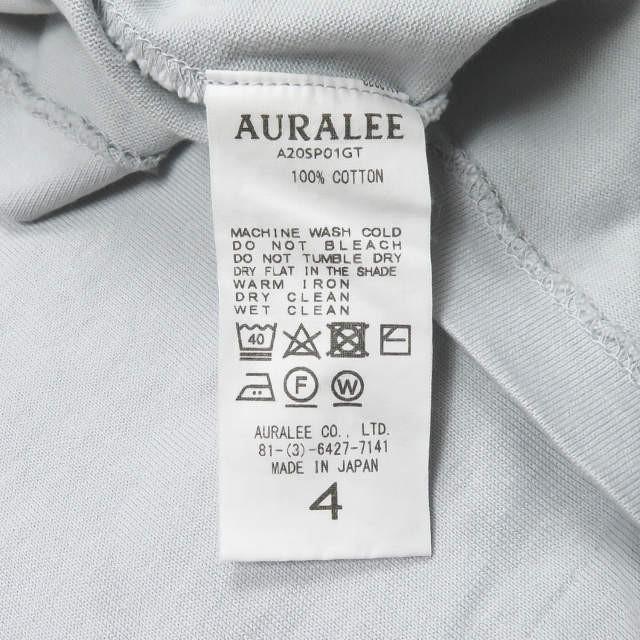 AURALEE
A20SP01GT
100% COTTON
MACHINE WASH COLD
DO NOT BLEACH
DO NOT TUMBLE DRY
DRY FLAT IN THE SHADE
WARM IRON
DRY CLEAN
WET CLEAN
40
F W
AURALEE CO., LTD.
81-(3)-6427-7141
MADE IN JAPAN
4